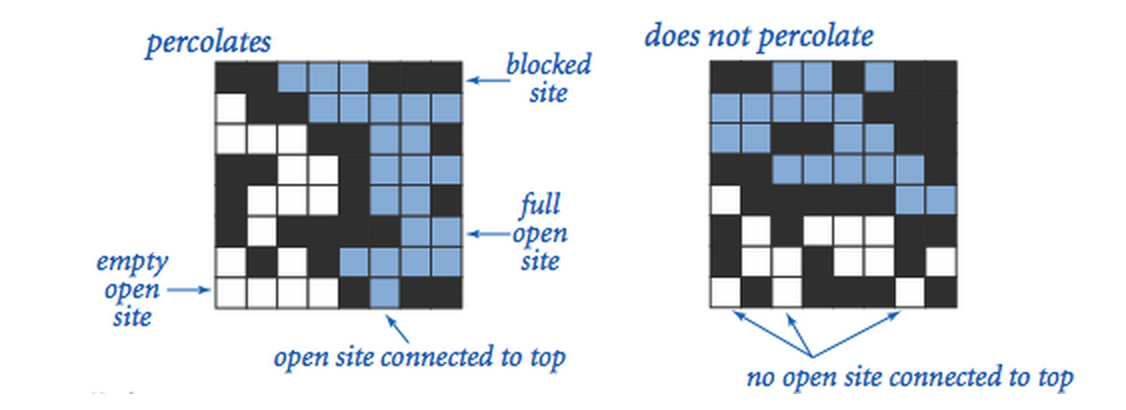 percolates
does not percolate
blocked
site
full
open
site
empty
open
site
open site connected to top
no open site connected to top